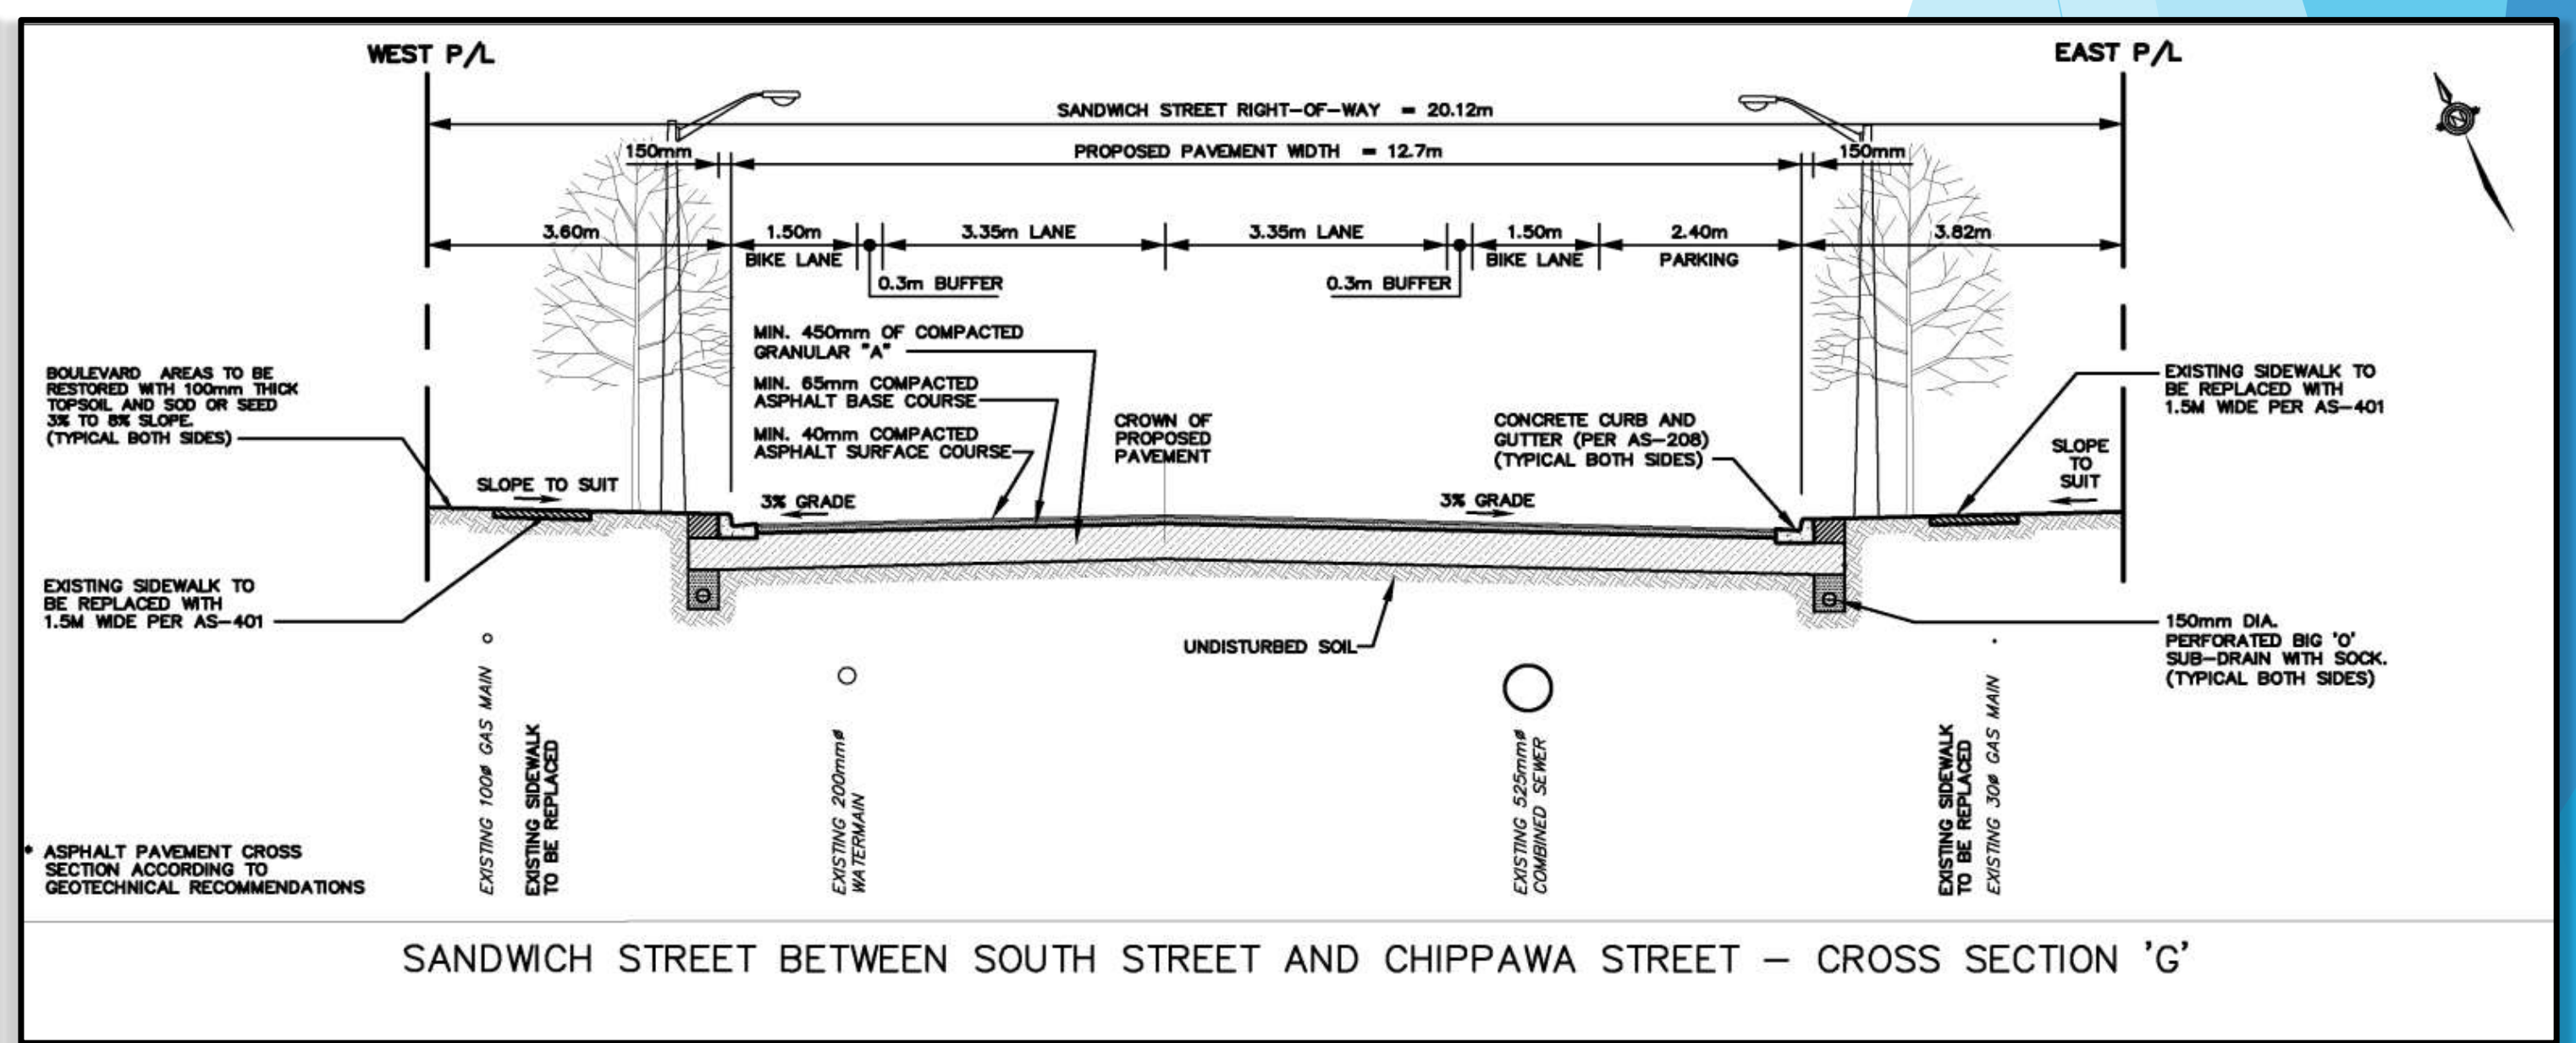 WEST P/L
EAST P/L
SANDWICH STREET RIGHT-OF-WAY = 20.12m
150mm
PROPOSED PAVEMENT WIDTH = 12.7m
150mm
3.60m
1.50m
BIKE LANE
3.35m LANE
3.35m LANE
1.50m
BIKE LANE
2.40m
PARKING
3.82m
0.3m BUFFER
0.3m BUFFER
N
MIN. 450mm OF COMPACTED
GRANULAR "A"
MIN. 65mm COMPACTED
ASPHALT BASE COURSE
MIN. 40mm COMPACTED
ASPHALT SURFACE COURSE
CROWN OF
PROPOSED
PAVEMENT
CONCRETE CURB AND
GUTTER (PER AS-208)
(TYPICAL BOTH SIDES)
BOULEVARD AREAS TO BE
RESTORED WITH 100mm THICK
TOPSOIL AND SOD OR SEED
3% TO 8% SLOPE.
(TYPICAL BOTH SIDES)
EXISTING SIDEWALK TO
BE REPLACED WITH
1.5M WIDE PER AS-401
SLOPE
TO
SUIT
SLOPE TO SUIT
3% GRADE
3% GRADE
EXISTING SIDEWALK TO
BE REPLACED WITH
1.5M WIDE PER AS-401
UNDISTURBED SOIL
150mm DIA.
PERFORATED BIG 'O'
SUB-DRAIN WITH SOCK.
(TYPICAL BOTH SIDES)
EXISTING 100ø GAS MAIN
EXISTING SIDEWALK
TO BE REPLACED
EXISTING 200mmø
WATERMAIN
EXISTING 525mmø
COMBINED SEWER
EXISTING SIDEWALK
TO BE REPLACED
EXISTING 30ø GAS MAIN
* ASPHALT PAVEMENT CROSS
SECTION ACCORDING TO
GEOTECHNICAL RECOMMENDATIONS
SANDWICH STREET BETWEEN SOUTH STREET AND CHIPPAWA STREET – CROSS SECTION 'G'